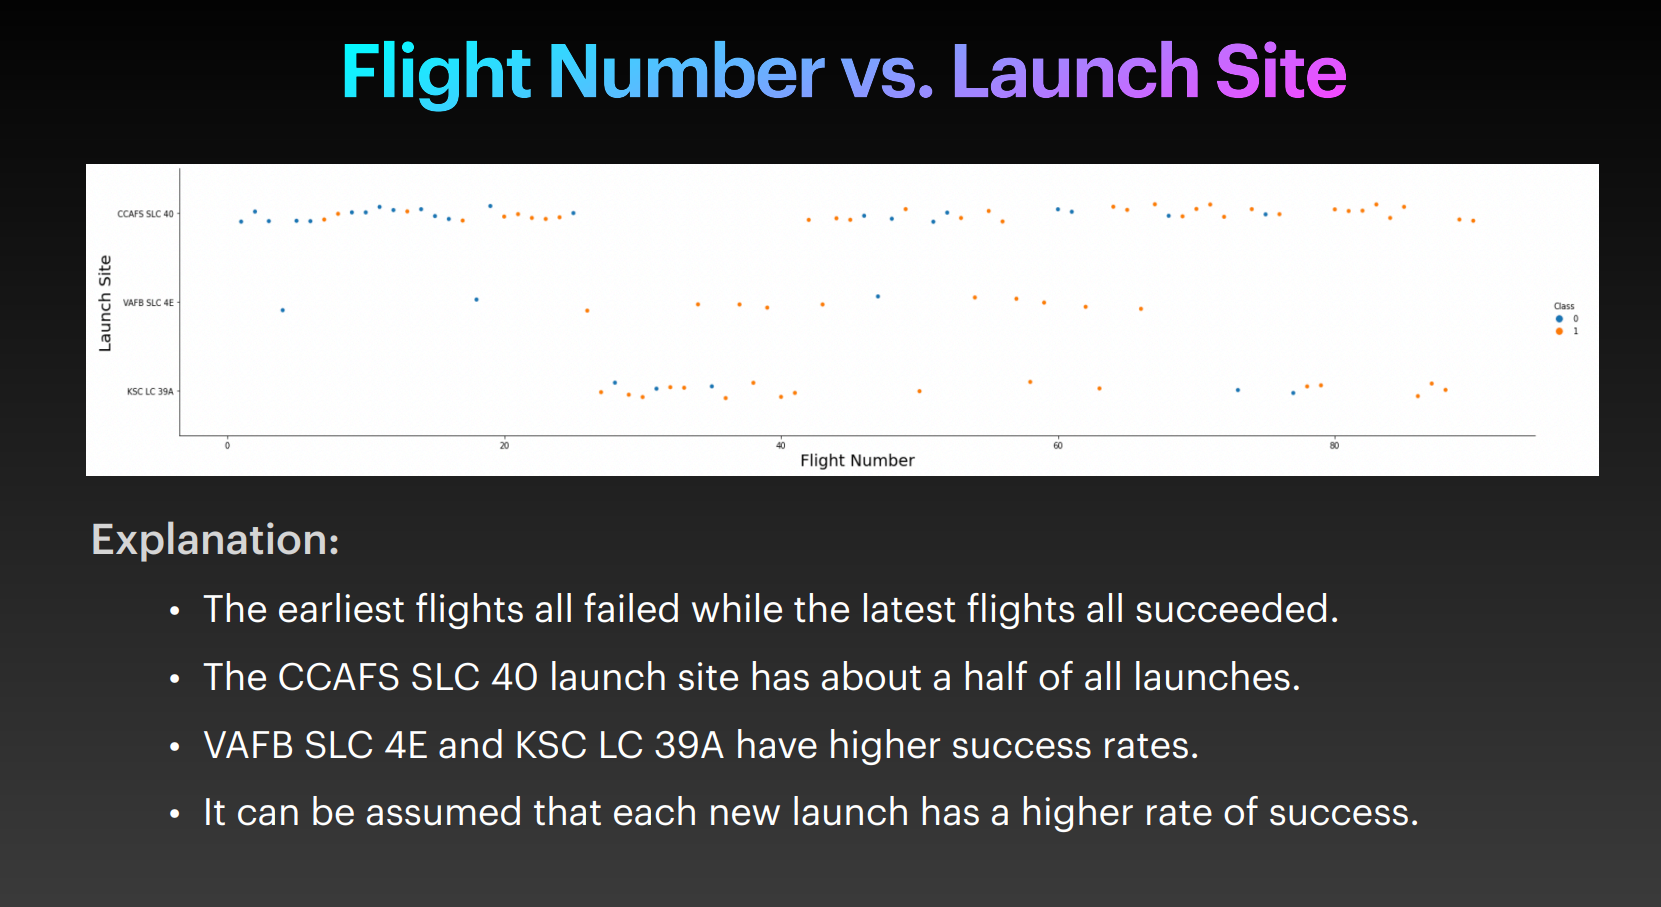 Flight Number vs. Launch Site
CCAFS SLC 40
VAFB SLC 4E
KSC LC 39A
Launch Site
0 20 40 60 80
Flight Number
Class
0
1
Explanation:
• The earliest flights all failed while the latest flights all succeeded.
• The CCAFS SLC 40 launch site has about a half of all launches.
• VAFB SLC 4E and KSC LC 39A have higher success rates.
• It can be assumed that each new launch has a higher rate of success.